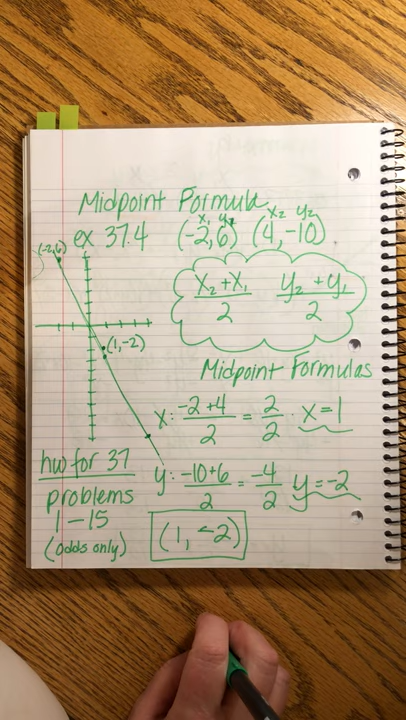 Midpoint Formula
x₁ y₂ x₂ y₂
ex 37.4 (-2,6) (4,-10)
(-2,6)
x₂+x₁/2 y₂+y₁/2
(1,-2)
Midpoint Formulas
x: -2+4/2 = 2/2 · x=1
y: -10+6/2 = -4/2 y=-2
(1, -2)
hw for 37
problems
1-15
(odds only)